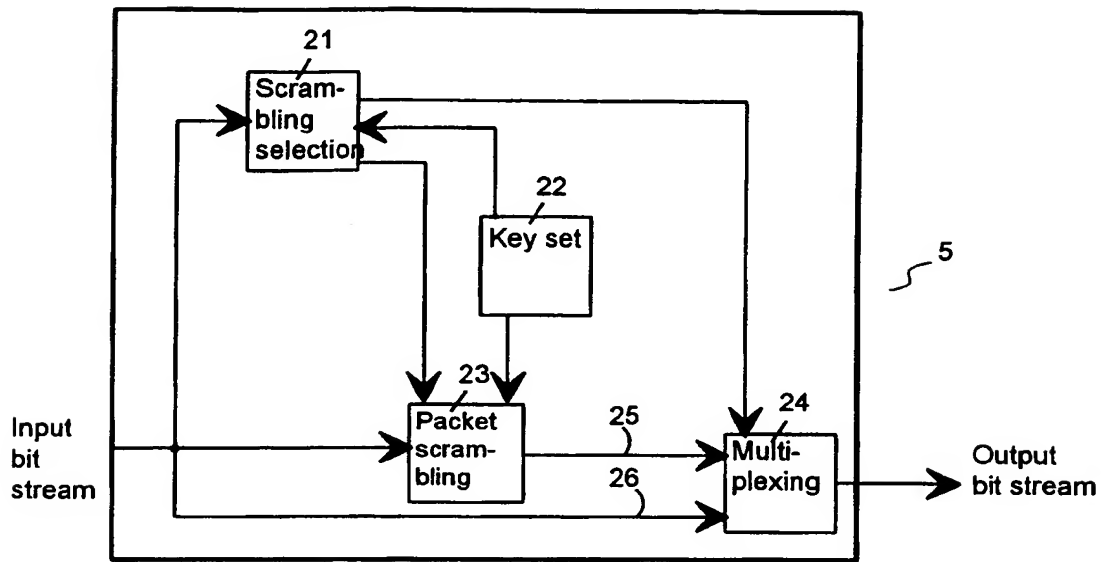 21
Scram-
bling
selection
22
Key set
5
23
Packet
scram-
bling
25
26
24
Multi-
plexing
Input
bit
stream
Output
bit stream